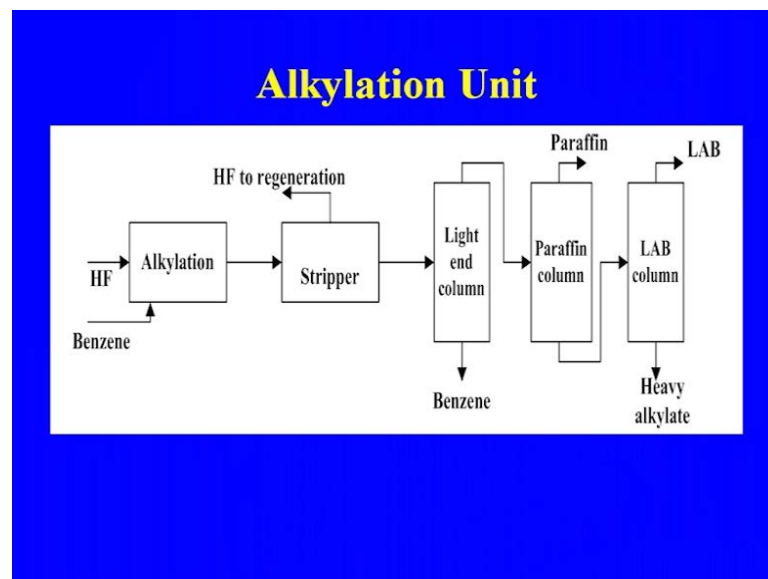 Alkylation Unit
Paraffin
LAB
HF to regeneration
Alkylation
Stripper
Light
end
column
Paraffin
column
LAB
column
HF
Benzene
Benzene
Heavy
alkylate